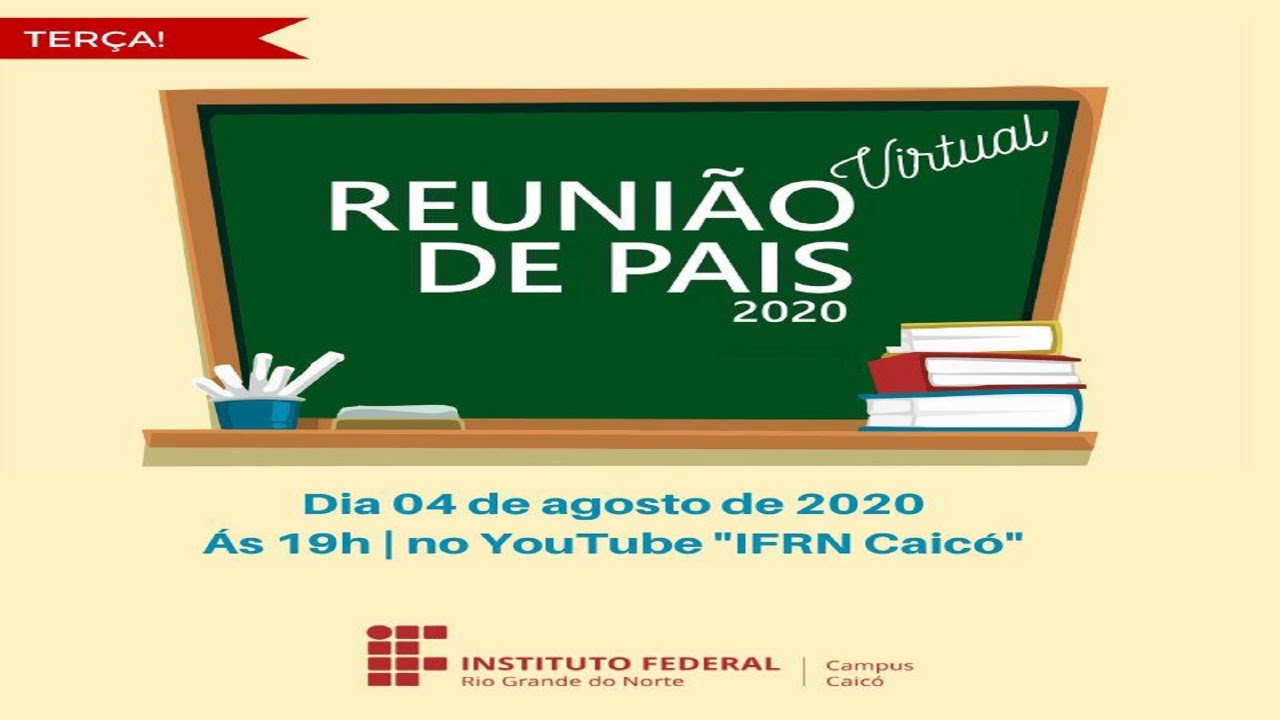 TERÇA!
Virtual
REUNIÃO
DE PAIS
2020
Dia 04 de agosto de 2020
Ás 19h | no YouTube "IFRN Caicó"
INSTITUTO FEDERAL
Rio Grande do Norte
Campus
Caicó